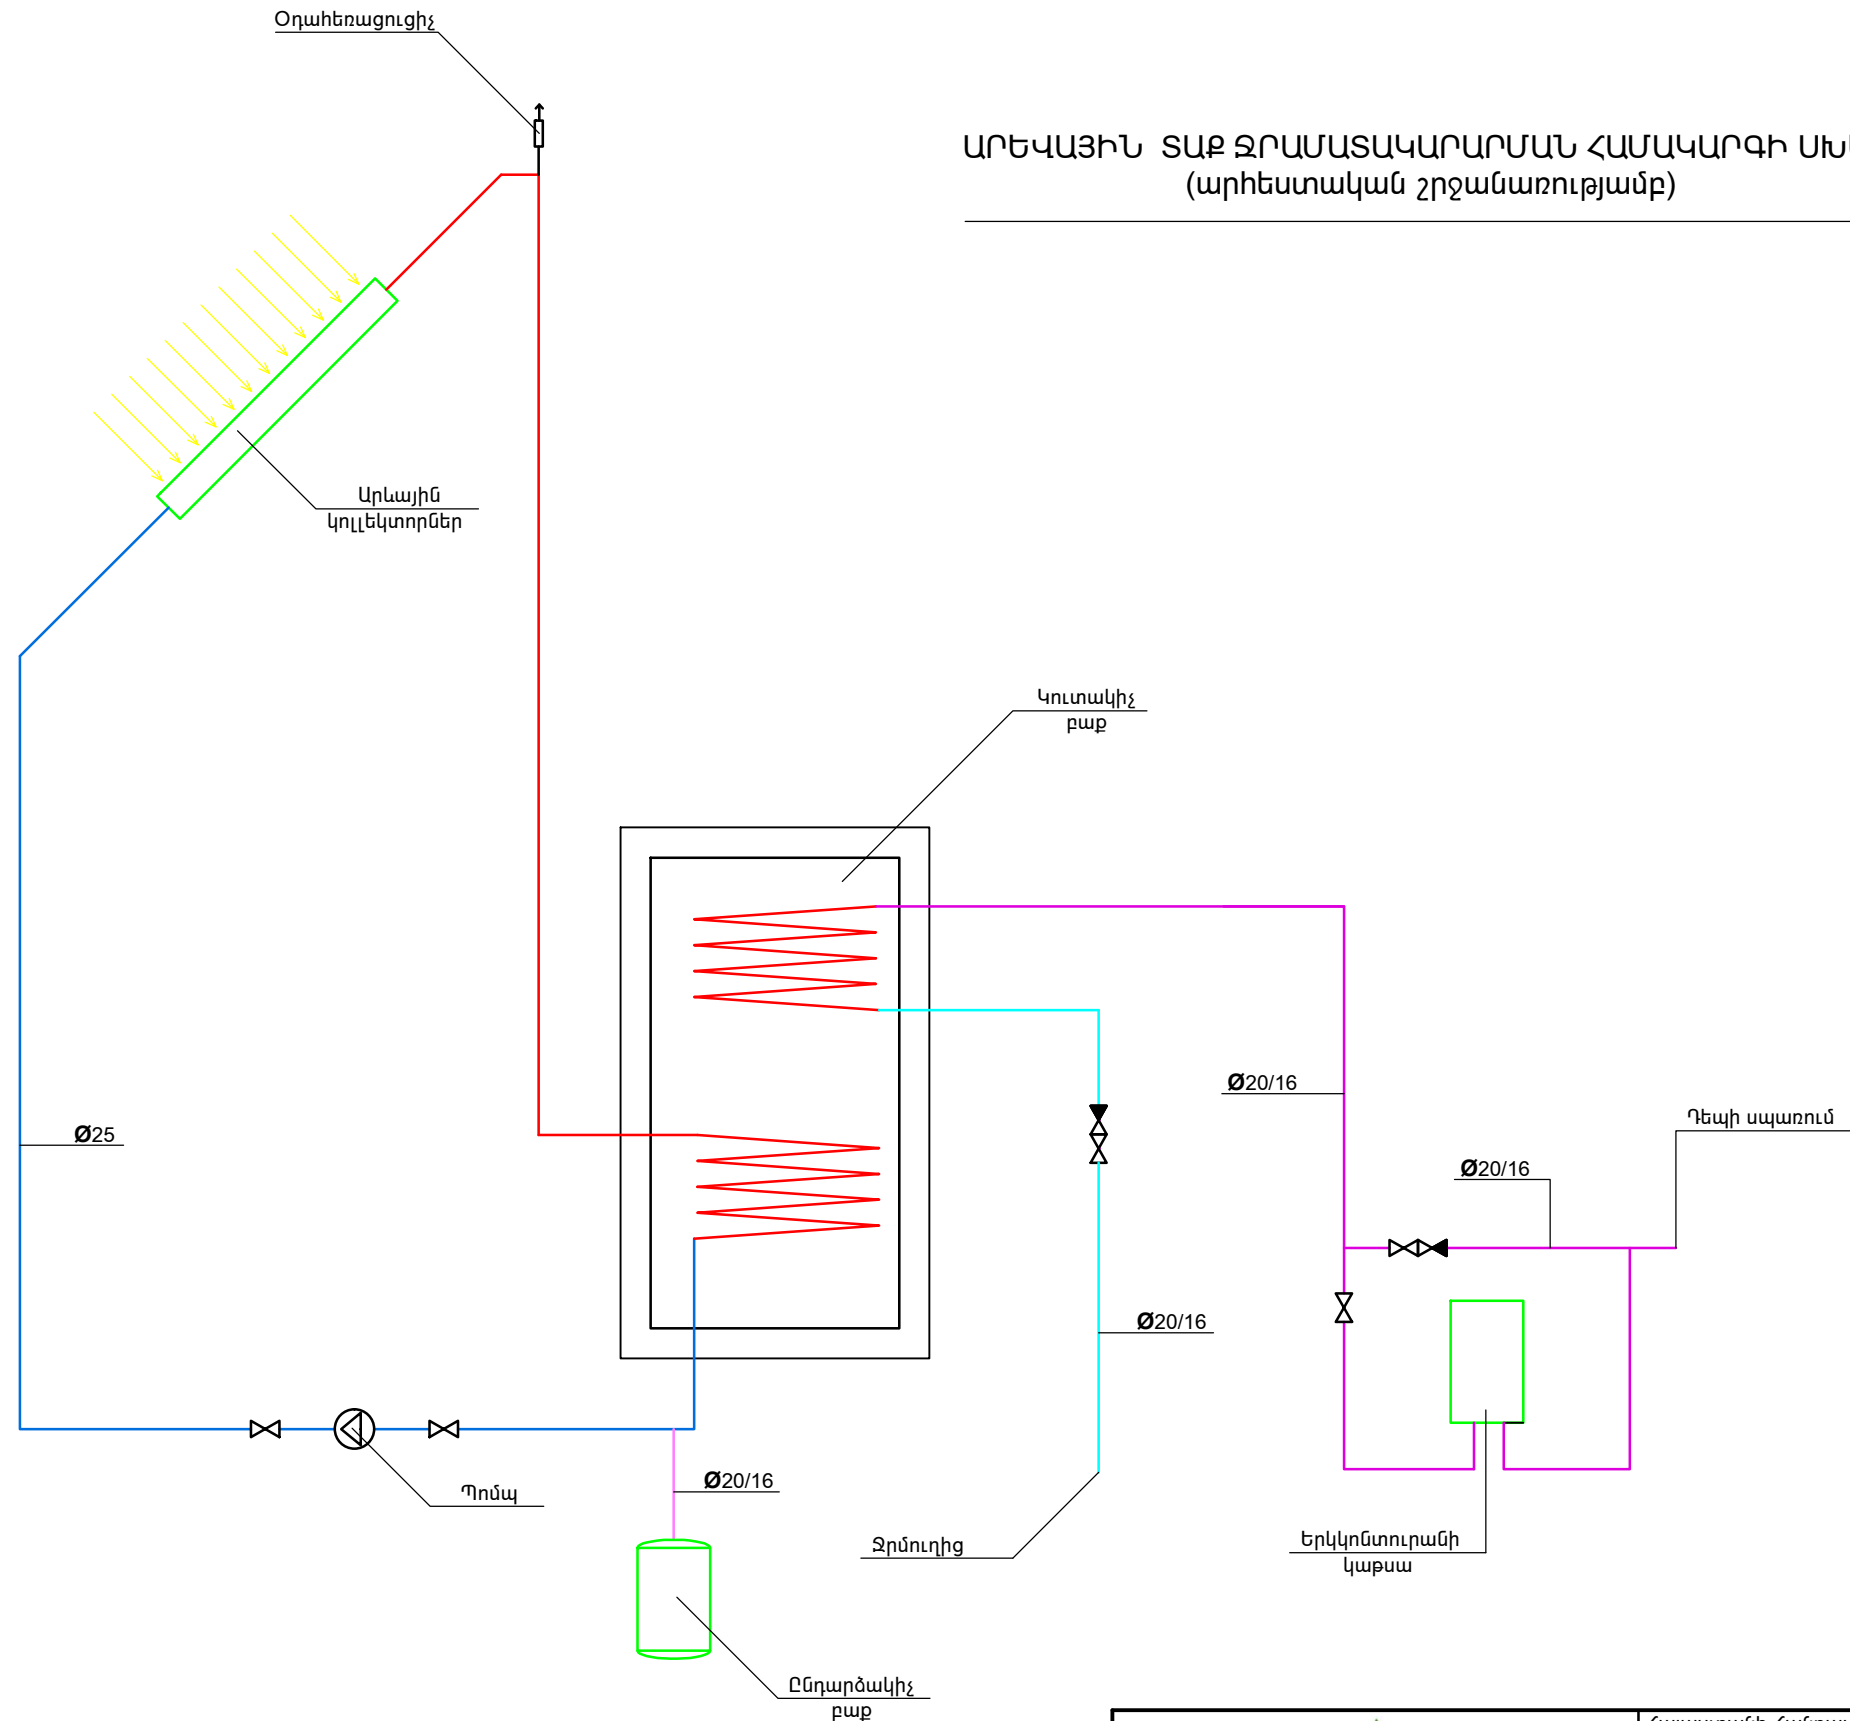 Օդահեռացուցիչ
ԱՐԵՎԱՅԻՆ ՏԱՔ ՋՐԱՄԱՏԱԿԱՐԱՐՄԱՆ ՀԱՄԱԿԱՐԳԻ ՍԽ
(արհեստական շրջանառությամբ)
Արևային
կոլլեկտորներ
Կուտակիչ
բաք
Ø20/16
Դեպի սպառում
Ø25
Ø20/16
Ø20/16
Ø20/16
Պոմպ
Ջրմուղից
Երկկոնտուրանի
կաթսա
Ընդարձակիչ
բաք